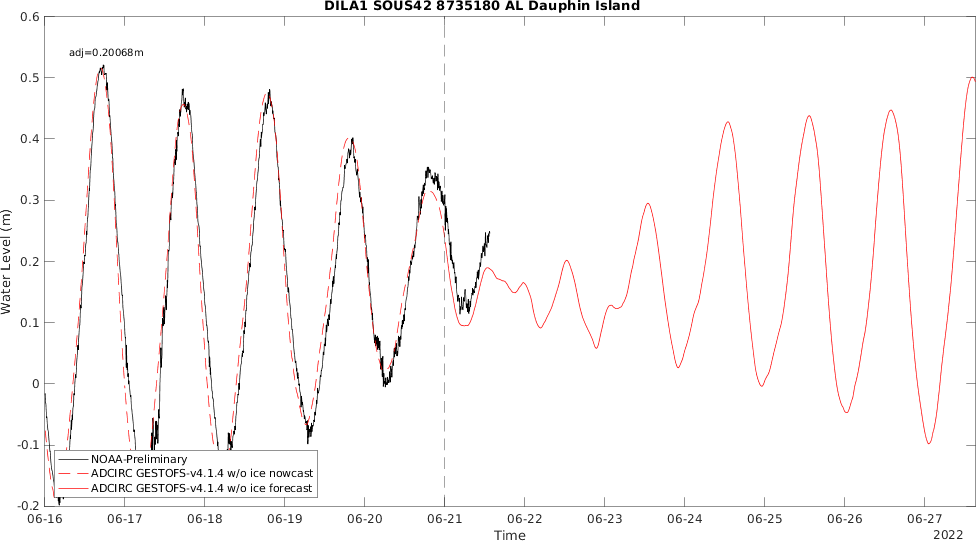 DILA1 SOUS42 8735180 AL Dauphin Island
adj=0.20068m
0.6
0.5
0.4
0.3
0.2
0.1
0
-0.1
-0.2
Water Level (m)
NOAA-Preliminary
ADCIRC GESTOFS-v4.1.4 w/o ice nowcast
ADCIRC GESTOFS-v4.1.4 w/o ice forecast
06-16 06-17 06-18 06-19 06-20 06-21 06-22 06-23 06-24 06-25 06-26 06-27
Time
2022